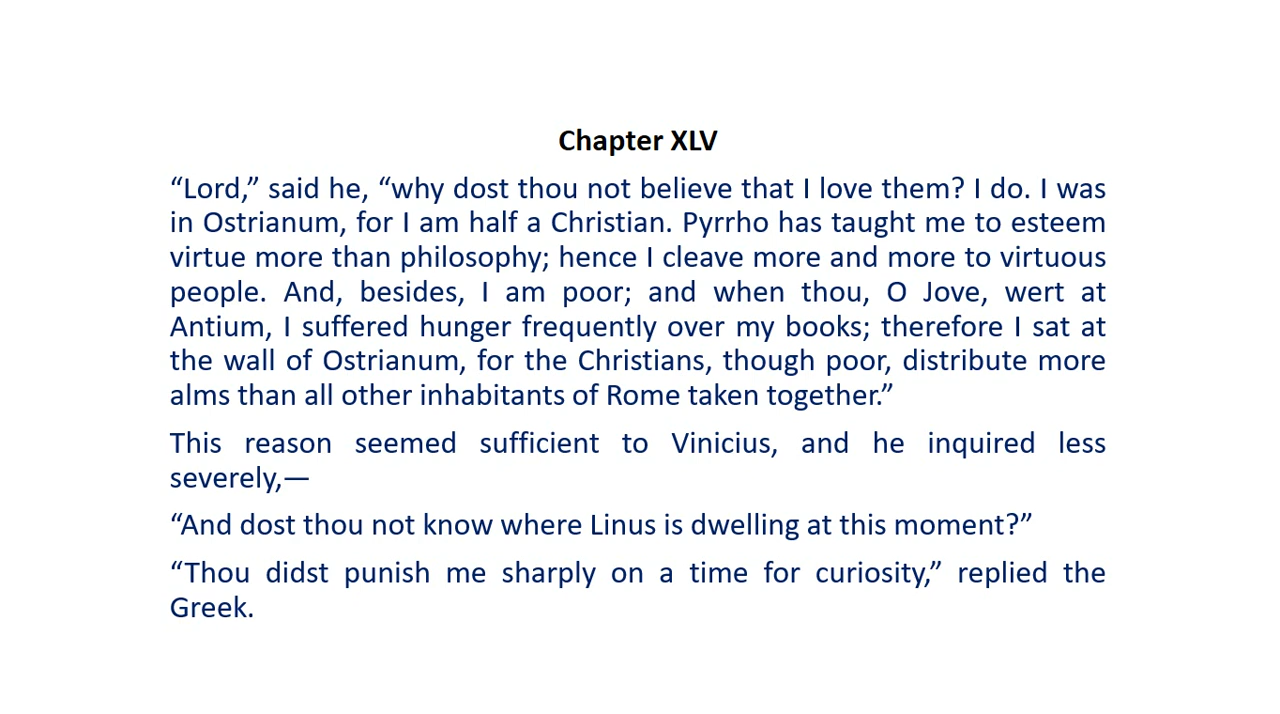 Chapter XLV
“Lord,” said he, “why dost thou not believe that I love them? I do. I was
in Ostrianum, for I am half a Christian. Pyrrho has taught me to esteem
virtue more than philosophy; hence I cleave more and more to virtuous
people. And, besides, I am poor; and when thou, O Jove, wert at
Antium, I suffered hunger frequently over my books; therefore I sat at
the wall of Ostrianum, for the Christians, though poor, distribute more
alms than all other inhabitants of Rome taken together.”
This reason seemed sufficient to Vinicius, and he inquired less
severely,—
“And dost thou not know where Linus is dwelling at this moment?”
“Thou didst punish me sharply on a time for curiosity,” replied the
Greek.